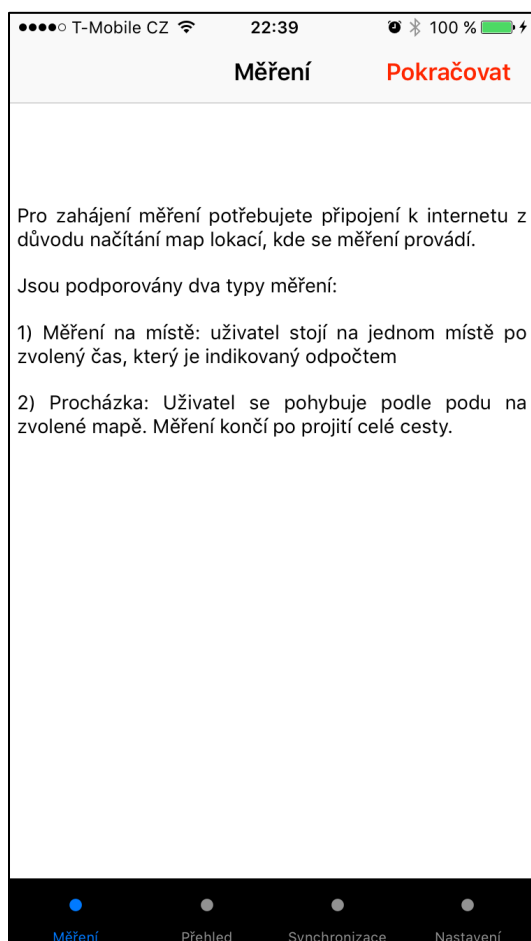 T-Mobile CZ 22:39 100 %
Měření Pokračovat
Pro zahájení měření potřebujete připojení k internetu z
důvodu načítání map lokací, kde se měření provádí.
Jsou podporovány dva typy měření:
1) Měření na místě: uživatel stojí na jednom místě po
zvolený čas, který je indikovaný odpočtem
2) Procházka: Uživatel se pohybuje podle podu na
zvolené mapě. Měření končí po projití celé cesty.
Měření Přehled Synchronizace Nastavení